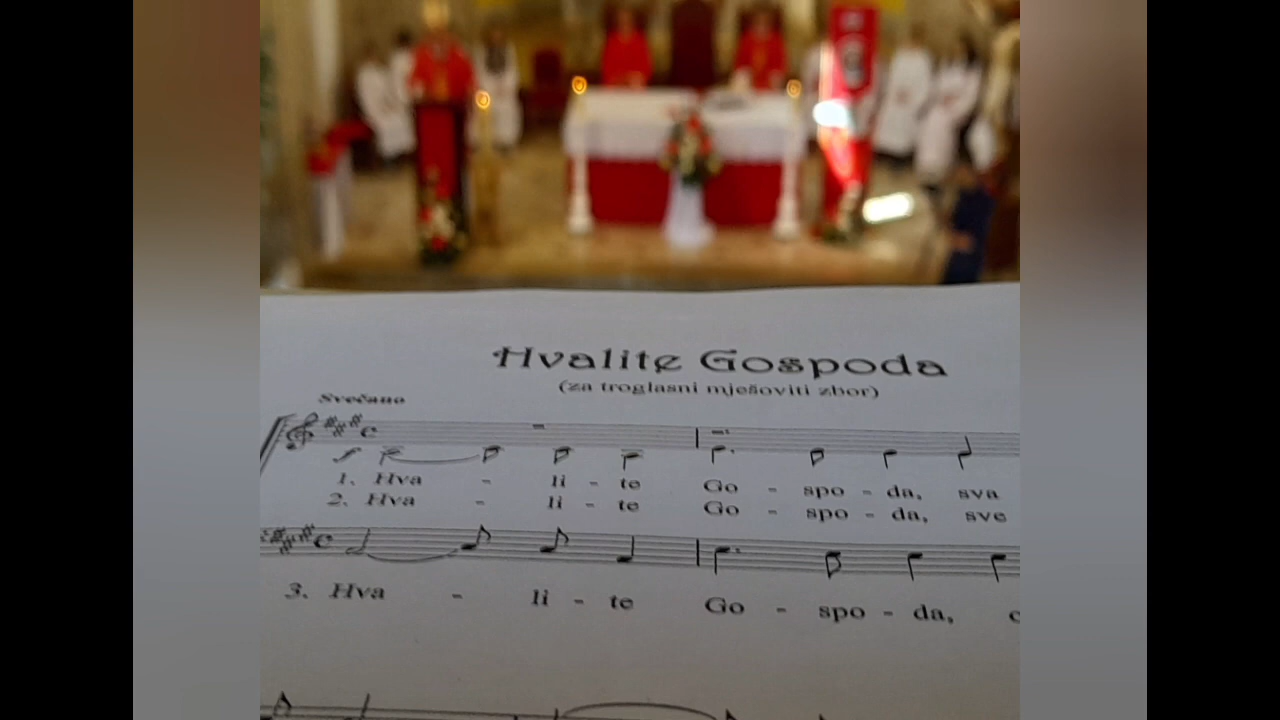 Hvalite Gospoda
(za troglasni mješoviti zbor)
Svečano
1. Hva - li - te Go - spo - da, sva
2. Hva - li - te Go - spo - da, sve
3. Hva - li - te Go - spo - da,